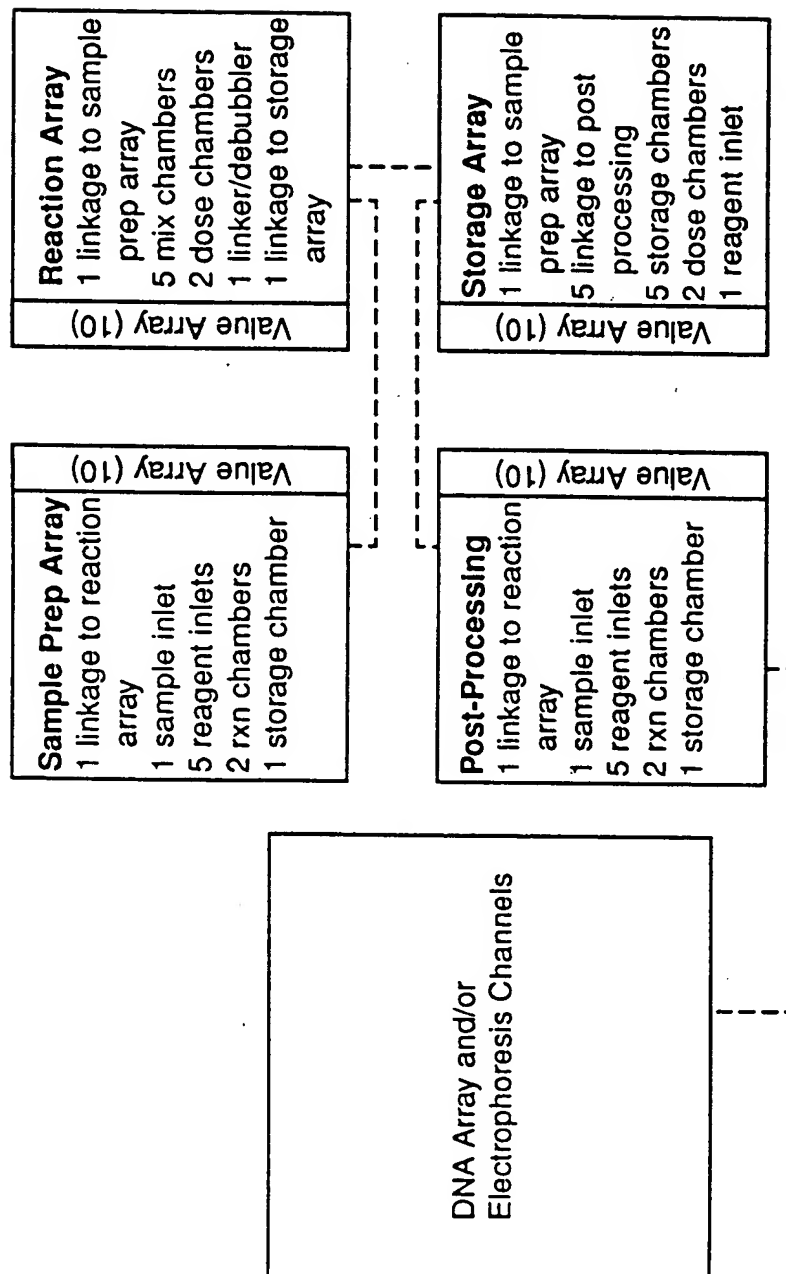 Sample Prep Array
1 linkage to reaction
array
1 sample inlet
5 reagent inlets
2 rxn chambers
1 storage chamber
Value Array (10)
Value Array (10)
Reaction Array
1 linkage to sample
prep array
5 mix chambers
2 dose chambers
1 linker/debubbler
1 linkage to storage
array
DNA Array and/or
Electrophoresis Channels
Post-Processing
1 linkage to reaction
array
1 sample inlet
5 reagent inlets
2 rxn chambers
1 storage chamber
Value Array (10)
Value Array (10)
Storage Array
1 linkage to sample
prep array
5 linkage to post
processing
5 storage chambers
2 dose chambers
1 reagent inlet